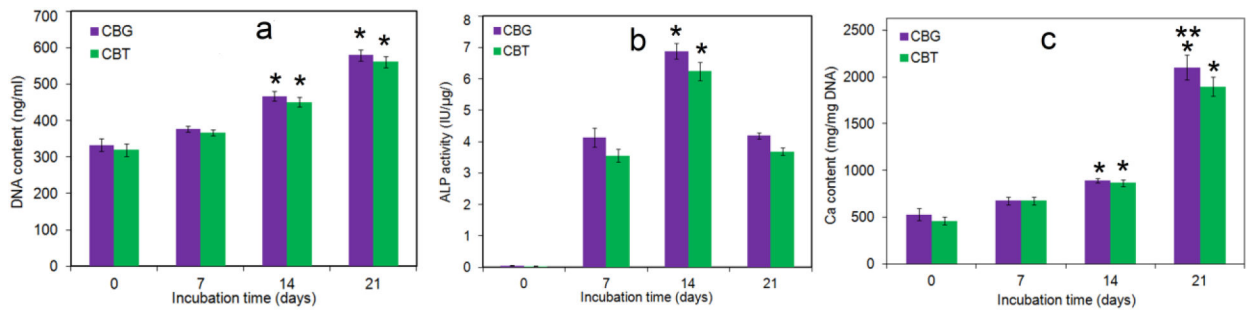 a
CBG
CBT
DNA content (ng/ml)
700
600
500
400
300
200
100
0
* *
* *
0 7 14 21
Incubation time (days)
b
CBG
CBT
ALP activity (IU/µg/)
8
7
6
5
4
3
2
1
0
* *
0 7 14 21
Incubation time (days)
c
CBG
CBT
Ca content (mg/mg DNA)
2500
2000
1500
1000
500
0
* *
**
* *
0 7 14 21
Incubation time (days)